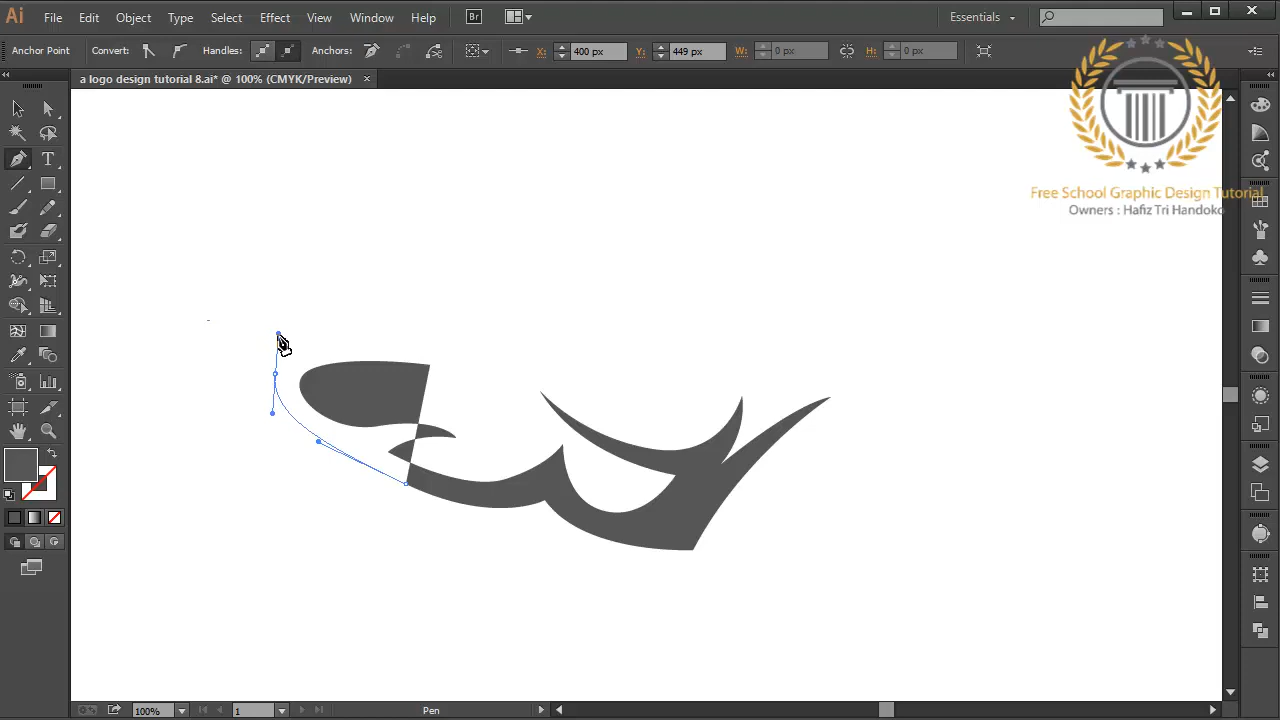 Ai File Edit Object Type Select Effect View Window Help Br Essentials
Anchor Point Convert: Handles: Anchors: X: 400 px Y: 449 px W: 0 px H: 0 px
a logo design tutorial 8.ai* @ 100% (CMYK/Preview) ×
Free School Graphic Design Tutorial
Owners : Hafiz Tri Handoko
T
100% 1 Pen